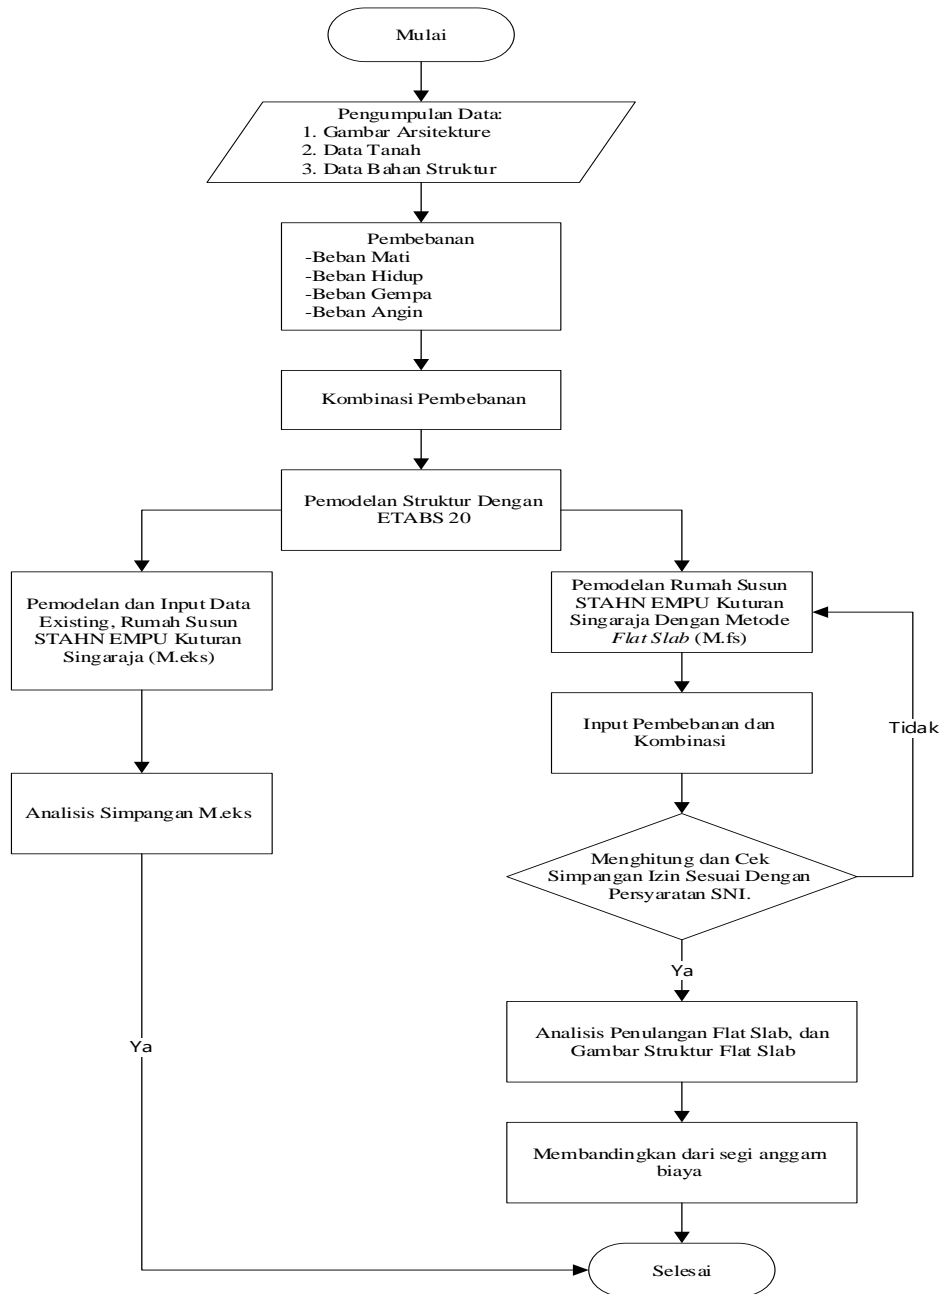 Mulai
Pengumpulan Data:
1. Gambar Arsitekture
2. Data Tanah
3. Data Bahan Struktur
Pembebanan
-Beban Mati
-Beban Hidup
-Beban Gempa
-Beban Angin
Kombinasi Pembebanan
Pemodelan Struktur Dengan
ETABS 20
Pemodelan dan Input Data
Existing, Rumah Susun
STAHN EMPU Kuturan
Singaraja (M.eks)
Analisis Simpangan M.eks
Ya
Pemodelan Rumah Susun
STAHN EMPU Kuturan
Singaraja Dengan Metode
Flat Slab (M.fs)
Input Pembebanan dan
Kombinasi
Tidak
Menghitung dan Cek
Simpangan Izin Sesuai Dengan
Persyaratan SNI.
Ya
Analisis Penulangan Flat Slab, dan
Gambar Struktur Flat Slab
Membandingkan dari segi anggarn
biaya
Selesai